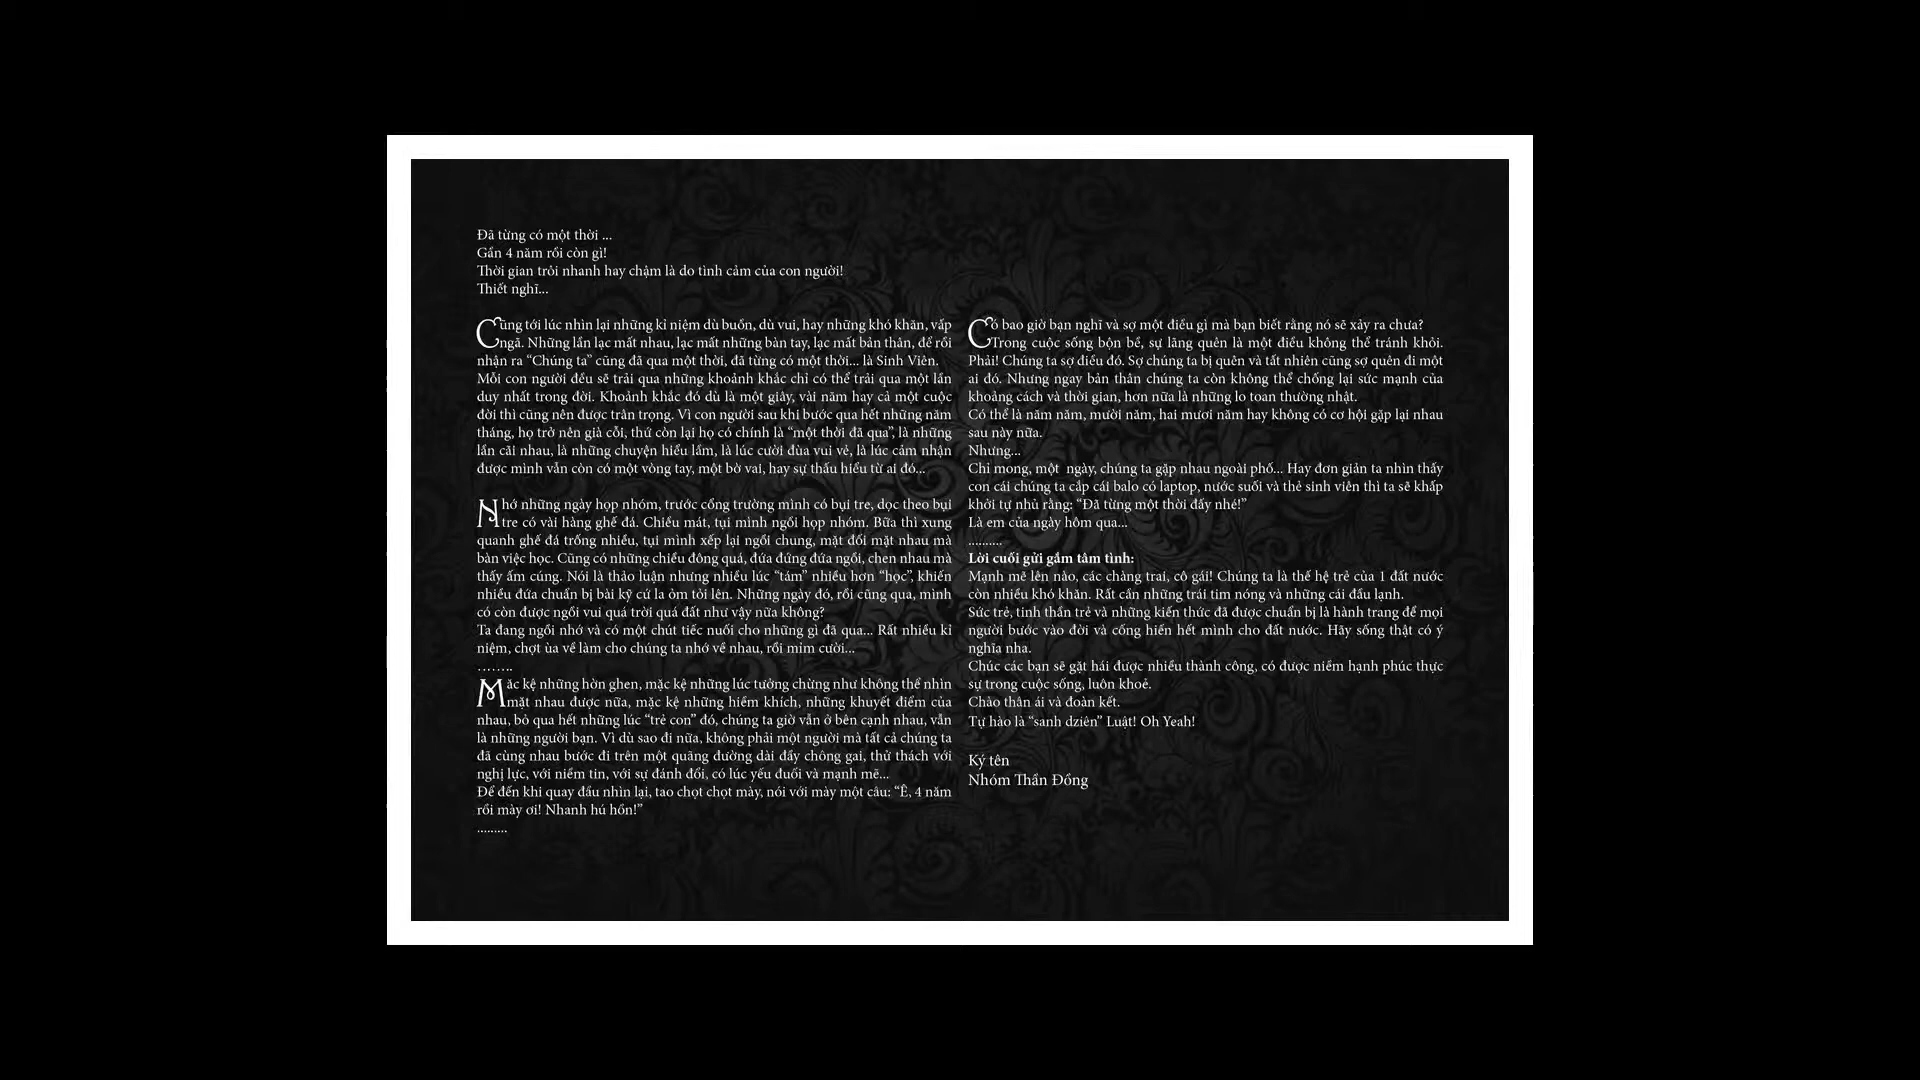 Đã từng có một thời ...
Gần 4 năm rồi còn gì!
Thời gian trỏi nhanh hay chậm là do tình cảm của con người!
Thiết nghĩ...
Cũng tới lúc nhìn lại những kỉ niệm dù buồn, dù vui, hay những khó khăn, vấp
ngã. Những lần lạc mất nhau, lạc mất những bàn tay, lạc mất bản thân, để rồi
nhận ra “Chúng ta” cũng đã qua một thời, đã từng có một thời... là Sinh Viên.
Mỗi con người đều sẽ trải qua những khoảnh khắc chỉ có thể trải qua một lần
duy nhất trong đời. Khoảnh khắc đó dù là một giây, vài năm hay cả một cuộc
đời thì cũng nên được trân trọng. Vì con người sau khi bước qua hết những năm
tháng, họ trở nên già cỗi, thứ còn lại họ có chính là “một thời đã qua”, là những
lần cãi nhau, là những chuyện hiểu lầm, là lúc cười đùa vui vẻ, là lúc cảm nhận
được mình vẫn còn có một vòng tay, một bờ vai, hay sự thấu hiểu từ ai đó...
Nhớ những ngày họp nhóm, trước cổng trường mình có bụi tre, dọc theo bụi
tre có vài hàng ghế đá. Chiều mát, tụi mình ngồi họp nhóm. Bữa thì xung
quanh ghế đá trống nhiều, tụi mình xếp lại ngồi chung, mặt đối mặt nhau mà
bàn việc học. Cũng có những chiều đông quá, đứa đứng đứa ngồi, chen nhau mà
thấy ấm cúng. Nói là thảo luận nhưng nhiều lúc “tám” nhiều hơn “học”, khiến
nhiều đứa chuẩn bị bài kỹ cứ la òm tỏi lên. Những ngày đó, rồi cũng qua, mình
có còn được ngồi vui quá trời quá đất như vậy nữa không?
Ta đang ngồi nhớ và có một chút tiếc nuối cho những gì đã qua... Rất nhiều kỉ
niệm, chợt ùa về làm cho chúng ta nhớ về nhau, rồi mỉm cười...
........
Mặc kệ những hờn ghen, mặc kệ những lúc tưởng chừng như không thể nhìn
mặt nhau được nữa, mặc kệ những hiềm khích, những khuyết điểm của
nhau, bỏ qua hết những lúc “trẻ con” đó, chúng ta giờ vẫn ở bên cạnh nhau, vẫn
là những người bạn. Vì dù sao đi nữa, không phải một người mà tất cả chúng ta
đã cùng nhau bước đi trên một quãng đường dài đầy chông gai, thử thách với
nghị lực, với niềm tin, với sự đánh đổi, có lúc yếu đuối và mạnh mẽ...
Để đến khi quay đầu nhìn lại, tao chọt chọt mày, nói với mày một câu: “Ê, 4 năm
rồi mày ơi! Nhanh hú hồn!”
.........
Có bao giờ bạn nghĩ và sợ một điều gì mà bạn biết rằng nó sẽ xảy ra chưa?
Trong cuộc sống bộn bề, sự lãng quên là một điều không thể tránh khỏi.
Phải! Chúng ta sợ điều đó. Sợ chúng ta bị quên và tất nhiên cũng sợ quên đi một
ai đó. Nhưng ngay bản thân chúng ta còn không thể chống lại sức mạnh của
khoảng cách và thời gian, hơn nữa là những lo toan thường nhật.
Có thể là năm năm, mười năm, hai mươi năm hay không có cơ hội gặp lại nhau
sau này nữa.
Nhưng...
Chỉ mong, một ngày, chúng ta gặp nhau ngoài phố... Hay đơn giản ta nhìn thấy
con cái chúng ta cắp cái balo có laptop, nước suối và thẻ sinh viên thì ta sẽ khấp
khởi tự nhủ rằng: “Đã từng một thời đấy nhé!”
Là em của ngày hôm qua...
..........
Lời cuối gửi gắm tâm tình:
Mạnh mẽ lên nào, các chàng trai, cô gái! Chúng ta là thế hệ trẻ của 1 đất nước
còn nhiều khó khăn. Rất cần những trái tim nóng và những cái đầu lạnh.
Sức trẻ, tinh thần trẻ và những kiến thức đã được chuẩn bị là hành trang để mọi
người bước vào đời và cống hiến hết mình cho đất nước. Hãy sống thật có ý
nghĩa nha.
Chúc các bạn sẽ gặt hái được nhiều thành công, có được niềm hạnh phúc thực
sự trong cuộc sống, luôn khoẻ.
Chào thân ái và đoàn kết.
Tự hào là “sanh dziên” Luật! Oh Yeah!
Ký tên
Nhóm Thần Đồng